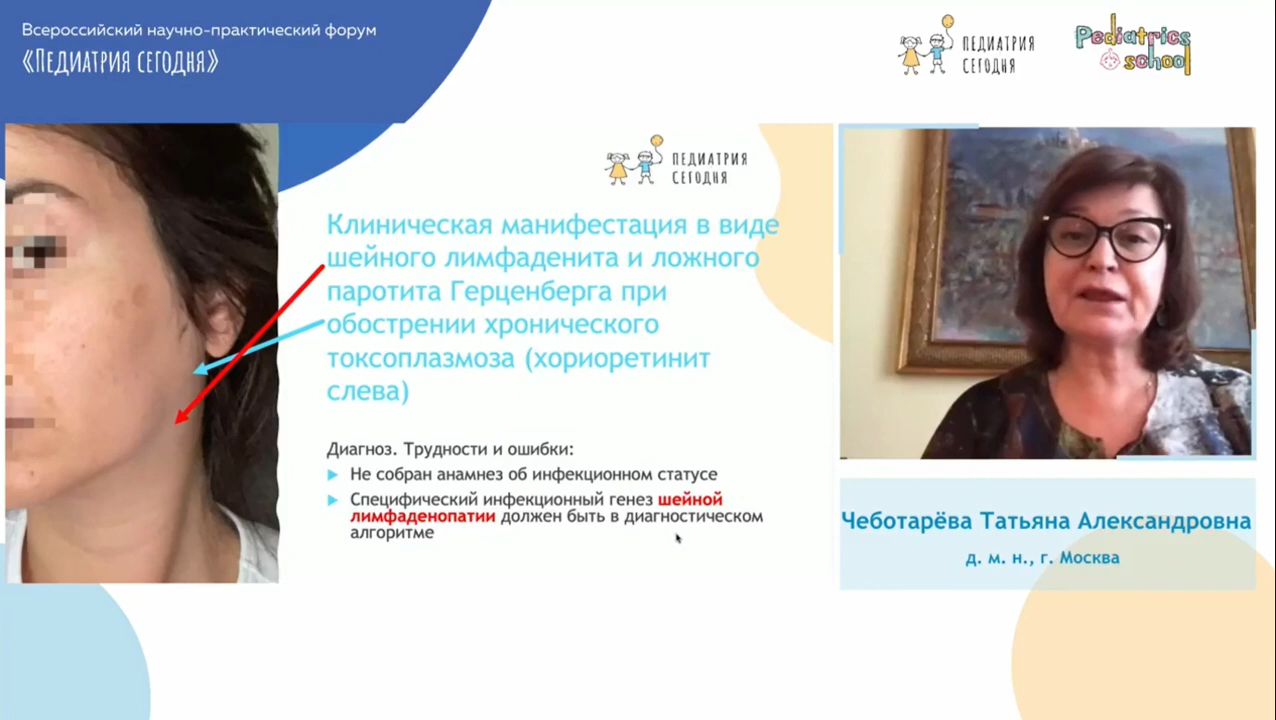 Всероссийский научно-практический форум
«Педиатрия сегодня»
ПЕДИАТРИЯ
СЕГОДНЯ
Pediatrics
school
ПЕДИАТРИЯ
СЕГОДНЯ
Клиническая манифестация в виде
шейного лимфаденита и ложного
паротита Герценберга при
обострении хронического
токсоплазмоза (хориоретинит
слева)
Диагноз. Трудности и ошибки:
Не собран анамнез об инфекционном статусе
Специфический инфекционный генез шейной
лимфаденопатии должен быть в диагностическом
алгоритме
Чеботарёва Татьяна Александровна
д. м. н., г. Москва